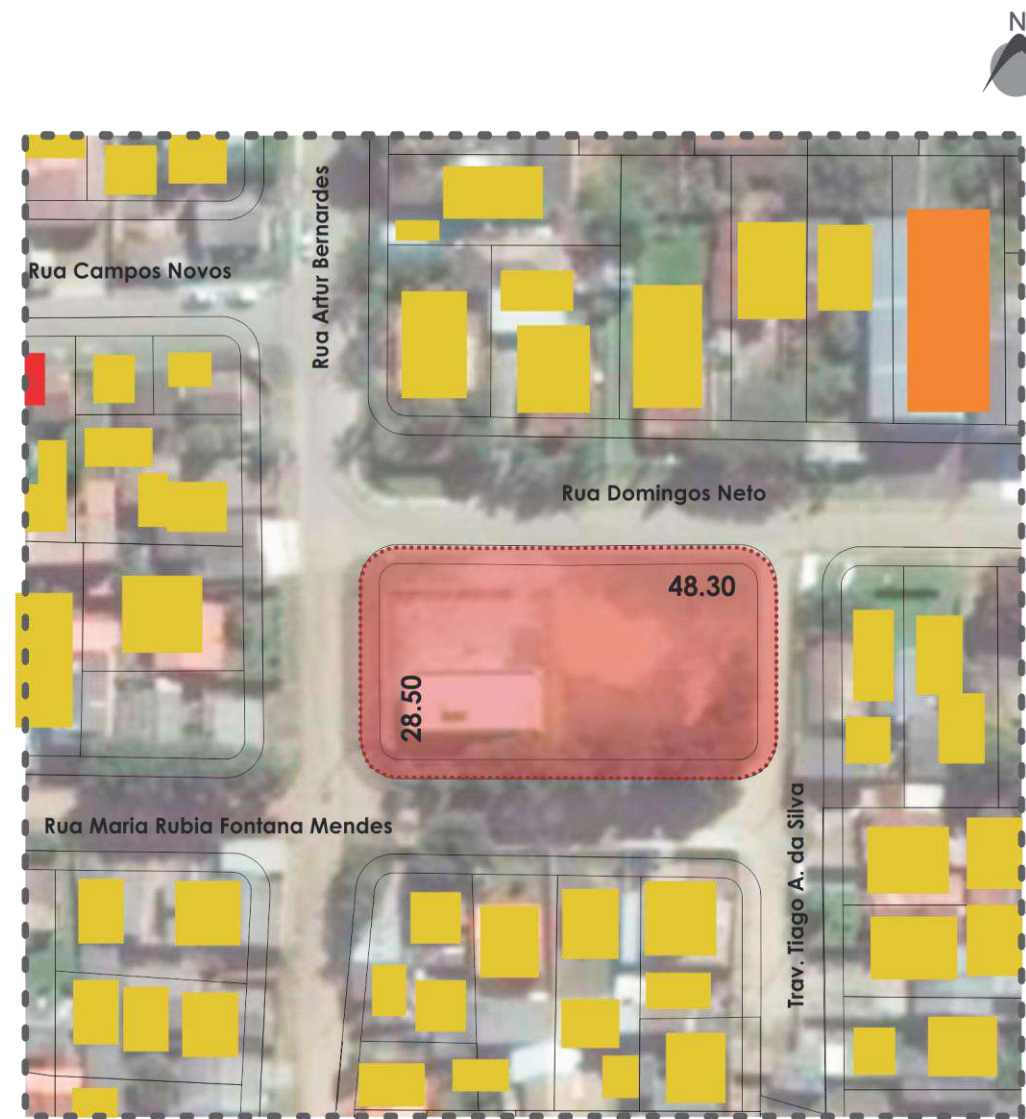 N
Rua Artur Bernardes
Rua Campos Novos
Rua Domingos Neto
48.30
28.50
Rua Maria Rubia Fontana Mendes
Trav. Tiago A. da Silva